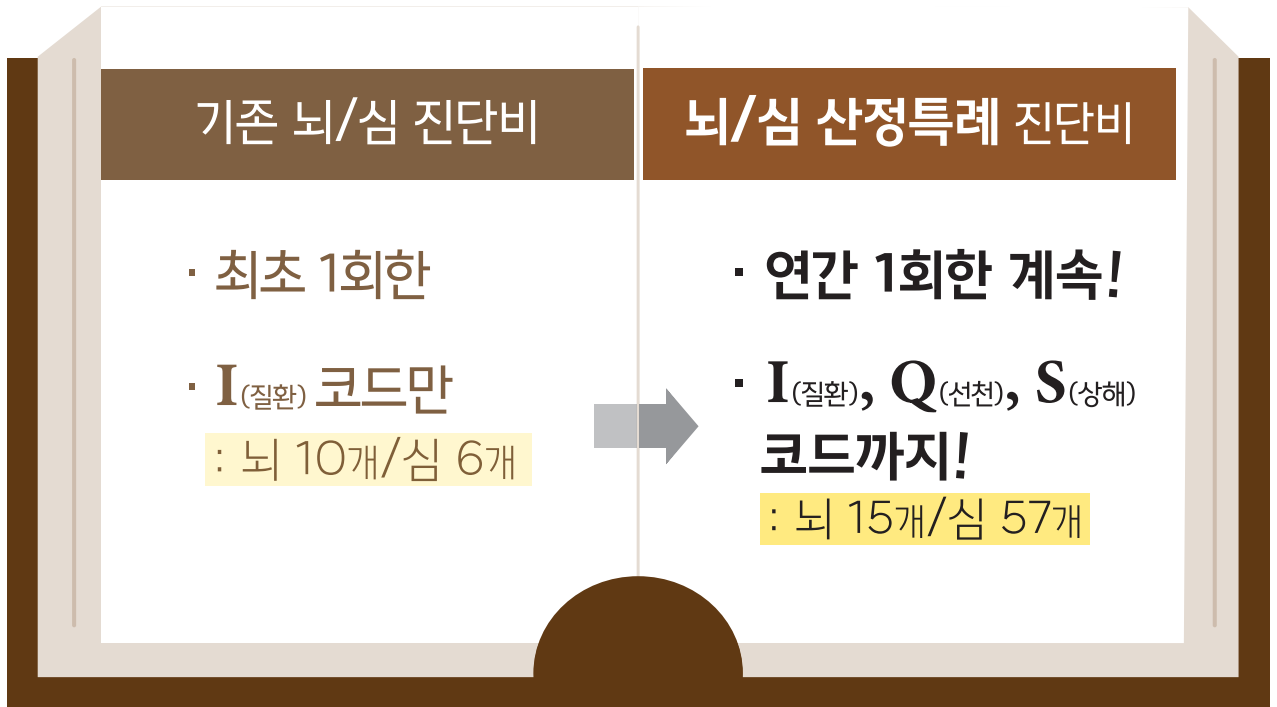 기존 뇌/심 진단비
· 최초 1회한
· I(질환) 코드만
: 뇌 10개/심 6개
뇌/심 산정특례 진단비
· 연간 1회한 계속!
· I(질환), Q(선천), S(상해)
코드까지!
: 뇌 15개/심 57개